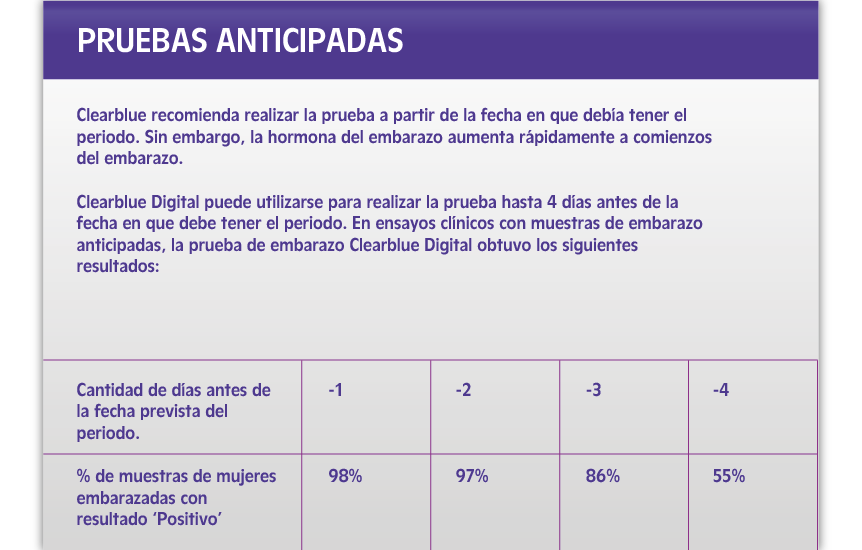 PRUEBAS ANTICIPADAS
Clearblue recomienda realizar la prueba a partir de la fecha en que debía tener el
periodo. Sin embargo, la hormona del embarazo aumenta rápidamente a comienzos
del embarazo.
Clearblue Digital puede utilizarse para realizar la prueba hasta 4 días antes de la
fecha en que debe tener el periodo. En ensayos clínicos con muestras de embarazo
anticipadas, la prueba de embarazo Clearblue Digital obtuvo los siguientes
resultados:
Cantidad de días antes de
la fecha prevista del
periodo.
-1
-2
-3
-4
% de muestras de mujeres
embarazadas con
resultado ‘Positivo’
98%
97%
86%
55%